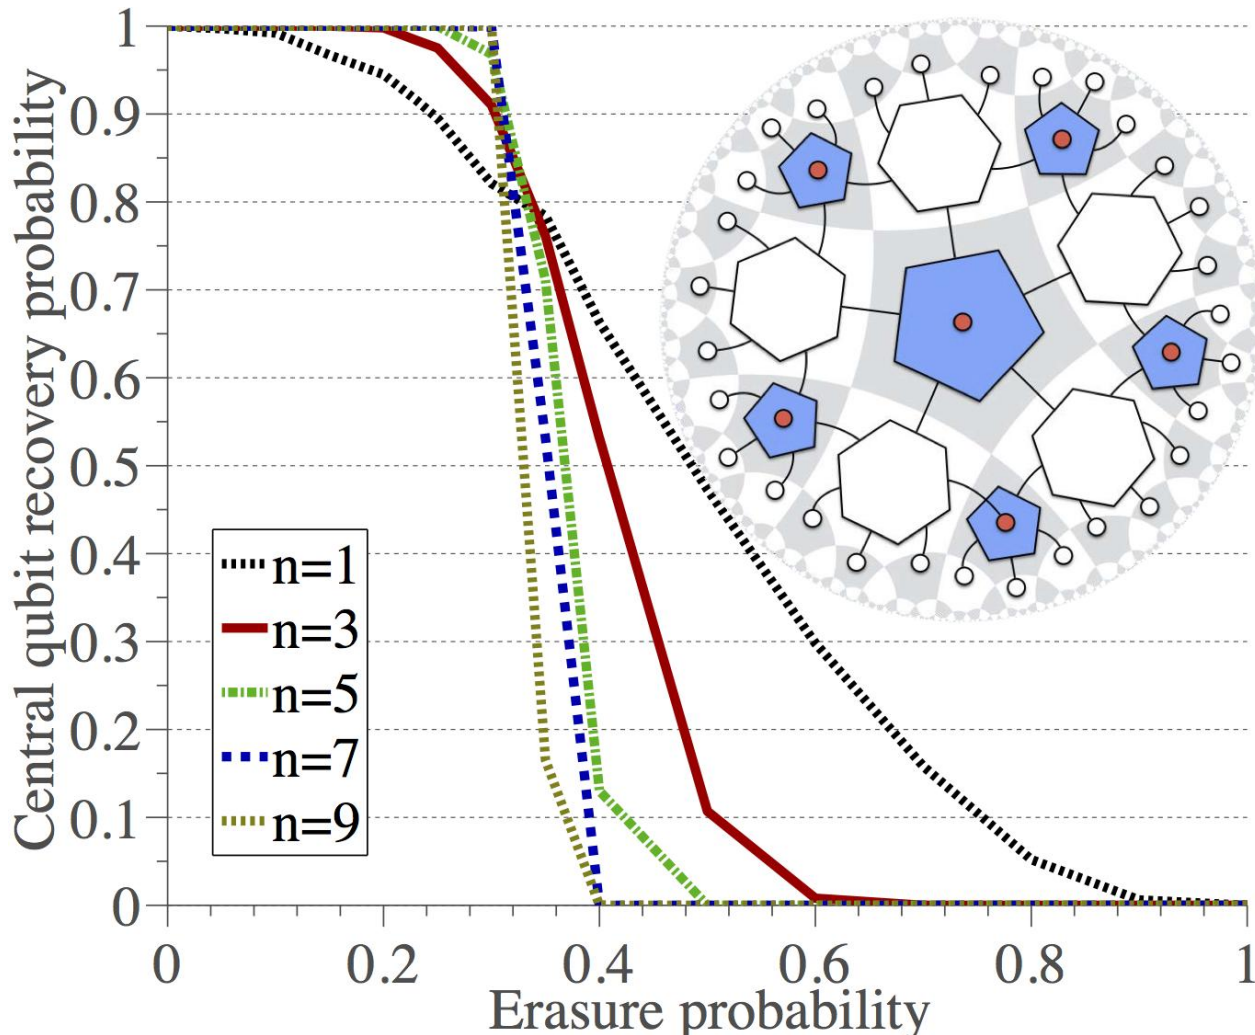 Central qubit recovery probability
1
0.9
0.8
0.7
0.6
0.5
0.4
0.3
0.2
0.1
0
n=1
n=3
n=5
n=7
n=9
0 0.2 0.4 0.6 0.8 1
Erasure probability